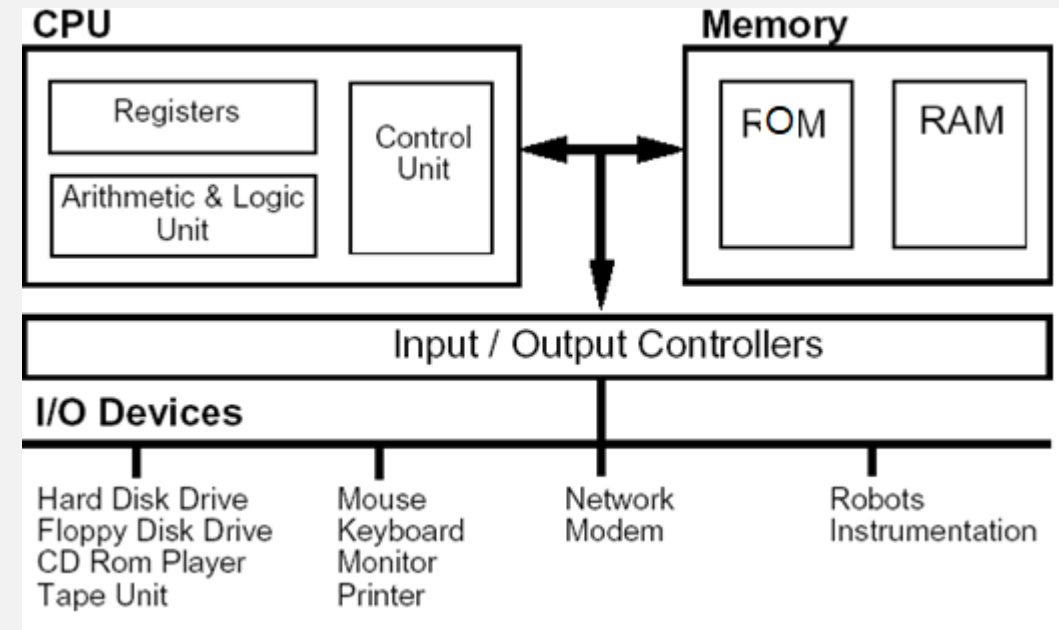 CPU
Memory
Registers
Control
Unit
Arithmetic & Logic
Unit
ROM
RAM
Input / Output Controllers
I/O Devices
Hard Disk Drive
Floppy Disk Drive
CD Rom Player
Tape Unit
Mouse
Keyboard
Monitor
Printer
Network
Modem
Robots
Instrumentation